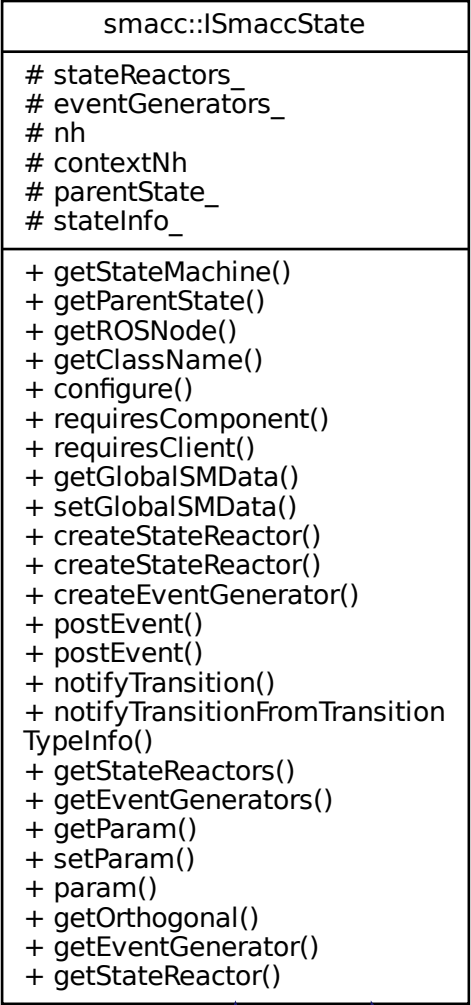 smacc::ISmaccState
# stateReactors_
# eventGenerators_
# nh
# contextNh
# parentState_
# stateInfo_
+ getStateMachine()
+ getParentState()
+ getROSNode()
+ getClassName()
+ configure()
+ requiresComponent()
+ requiresClient()
+ getGlobalSMData()
+ setGlobalSMData()
+ createStateReactor()
+ createStateReactor()
+ createEventGenerator()
+ postEvent()
+ postEvent()
+ notifyTransition()
+ notifyTransitionFromTransition
TypeInfo()
+ getStateReactors()
+ getEventGenerators()
+ getParam()
+ setParam()
+ param()
+ getOrthogonal()
+ getEventGenerator()
+ getStateReactor()